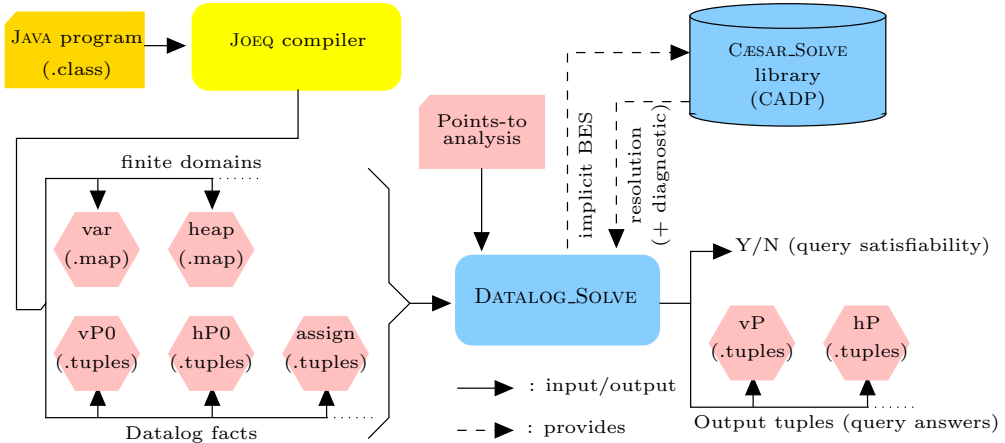 JAVA program
(.class)
JOEQ compiler
CÆSAR_SOLVE
library
(CADP)
Points-to
analysis
implicit BES
resolution
(+ diagnostic)
finite domains
var
(.map)
heap
(.map)
vP0
(.tuples)
hP0
(.tuples)
assign
(.tuples)
Datalog facts
DATALOG_SOLVE
Y/N (query satisfiability)
vP
(.tuples)
hP
(.tuples)
Output tuples (query answers)
: input/output
: provides